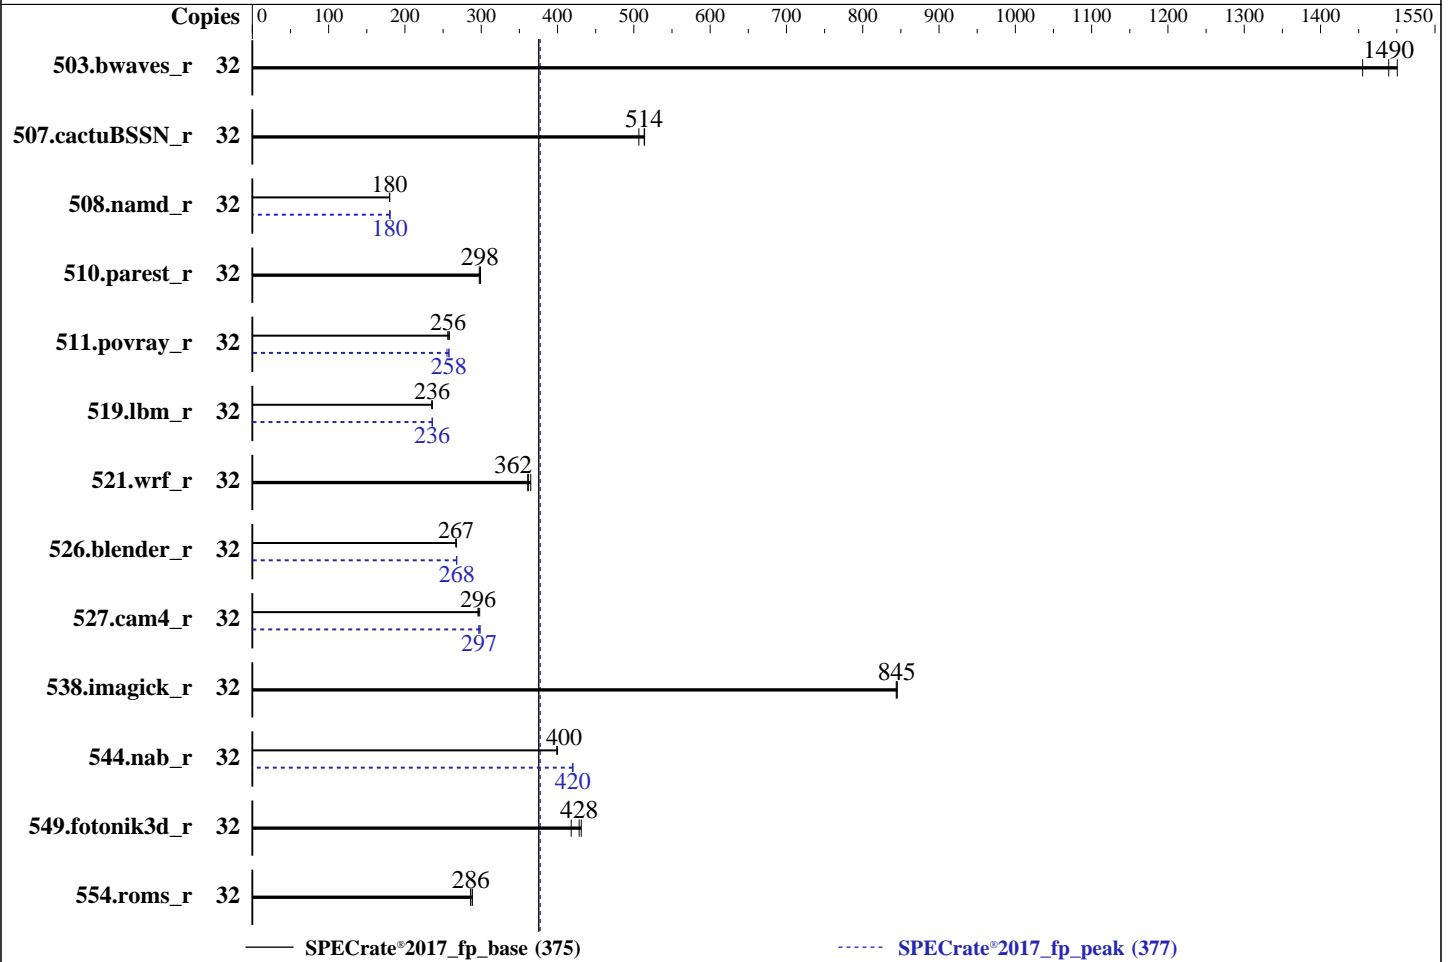 Copies 0 100 200 300 400 500 600 700 800 900 1000 1100 1200 1300 1400 1550
503.bwaves_r 32 1490
507.cactuBSSN_r 32 514
508.namd_r 32 180
180
510.parest_r 32 298
511.povray_r 32 256
258
519.lbm_r 32 236
236
521.wrf_r 32 362
526.blender_r 32 267
268
527.cam4_r 32 296
297
538.imagick_r 32 845
544.nab_r 32 400
420
549.fotonik3d_r 32 428
554.roms_r 32 286
SPECrate®2017_fp_base (375) SPECrate®2017_fp_peak (377)